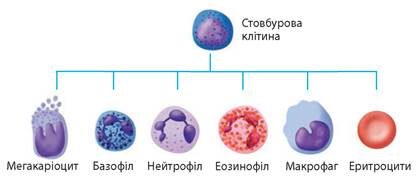 Стовбурова
клітина
Мегакаріоцит Базофіл Нейтрофіл Еозинофіл Макрофаг Еритроцити